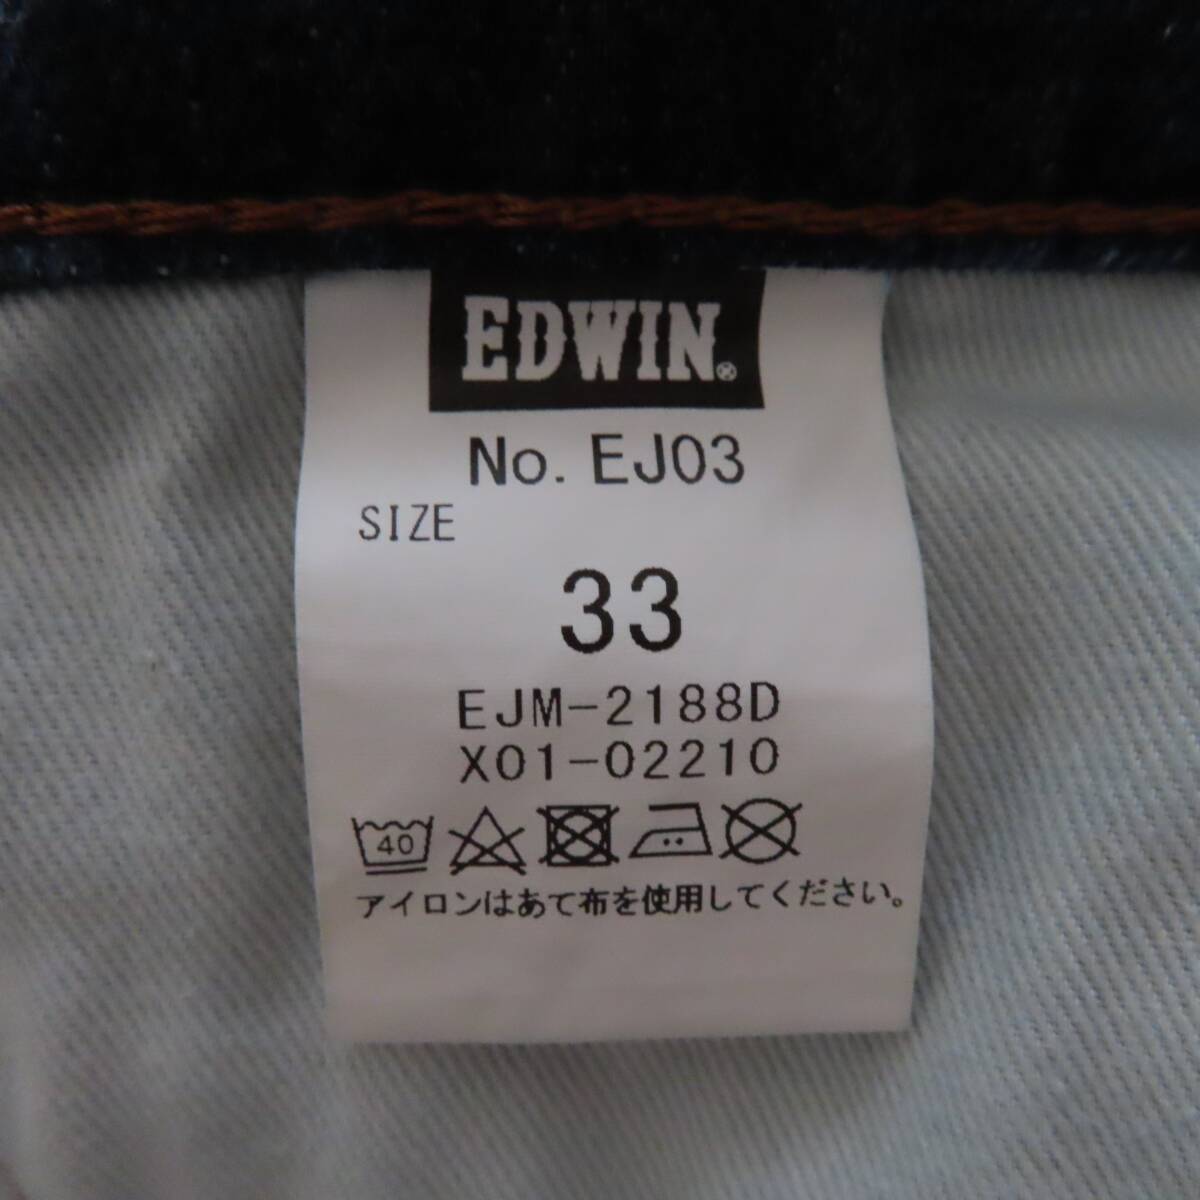 EDWIN®
No. EJ03
SIZE
33
EJM-2188D
X01-02210
40
アイロンはあて布を使用してください。